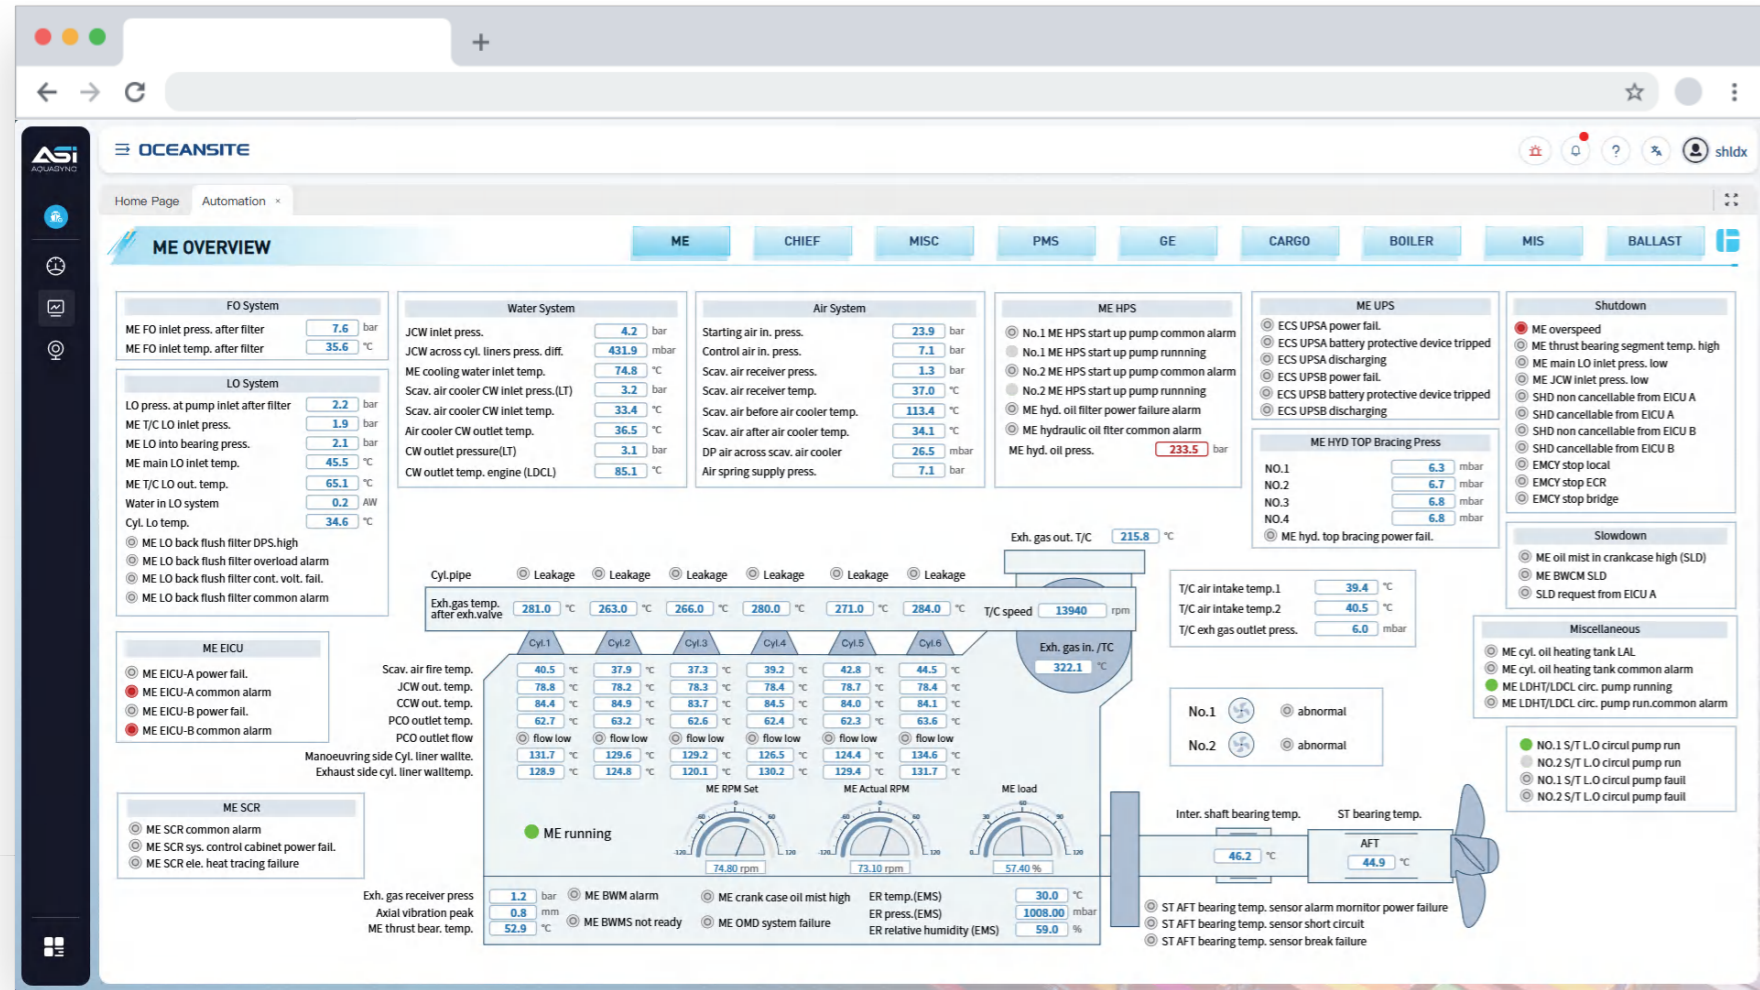 ASi
AQUASYNC
OCEANSITE
? shldx
Home Page Automation ×
ME OVERVIEW
ME CHIEF MISC PMS GE CARGO BOILER MIS BALLAST
FO System
ME FO inlet press. after filter 7.6 bar
ME FO inlet temp. after filter 35.6 ℃
LO System
LO press. at pump inlet after filter 2.2 bar
ME T/C LO inlet press. 1.9 bar
ME LO into bearing press. 2.1 bar
ME main LO inlet temp. 45.5 ℃
ME T/C LO out. temp. 65.1 ℃
Water in LO system 0.2 AW
Cyl. Lo temp. 34.6 ℃
ME LO back flush filter DPS.high
ME LO back flush filter overload alarm
ME LO back flush filter cont. volt. fail.
ME LO back flush filter common alarm
Water System
JCW inlet press. 4.2 bar
JCW across cyl. liners press. diff. 431.9 mbar
ME cooling water inlet temp. 74.8 ℃
Scav. air cooler CW inlet press.(LT) 3.2 bar
Scav. air cooler CW inlet temp. 33.4 ℃
Air cooler CW outlet temp. 36.5 ℃
CW outlet pressure(LT) 3.1 bar
CW outlet temp. engine (LDCL) 85.1 ℃
Air System
Starting air in. press. 23.9 bar
Control air in. press. 7.1 bar
Scav. air receiver press. 1.3 bar
Scav. air receiver temp. 37.0 ℃
Scav. air before air cooler temp. 113.4 ℃
Scav. air after air cooler temp. 34.1 ℃
DP air across scav. air cooler 26.5 mbar
Air spring supply press. 7.1 bar
ME HPS
No.1 ME HPS start up pump common alarm
No.1 ME HPS start up pump runnning
No.2 ME HPS start up pump common alarm
No.2 ME HPS start up pump runnning
ME hyd. oil filter power failure alarm
ME hydraulic oil flter common alarm
ME hyd. oil press. 233.5 bar
ME UPS
ECS UPSA power fail.
ECS UPSA battery protective device tripped
ECS UPSA discharging
ECS UPSB power fail.
ECS UPSB battery protective device tripped
ECS UPSB discharging
ME HYD TOP Bracing Press
NO.1 6.3 mbar
NO.2 6.7 mbar
NO.3 6.8 mbar
NO.4 6.8 mbar
ME hyd. top bracing power fail.
Shutdown
ME overspeed
ME thrust bearing segment temp. high
ME main LO inlet press. low
ME JCW inlet press. low
SHD non cancellable from EICU A
SHD cancellable from EICU A
SHD non cancellable from EICU B
SHD cancellable from EICU B
EMCY stop local
EMCY stop ECR
EMCY stop bridge
Slowdown
ME oil mist in crankcase high (SLD)
ME BWCM SLD
SLD request from EICU A
Exh. gas out. T/C 215.8 ℃
Cyl.pipe Leakage Leakage Leakage Leakage Leakage Leakage
Exh.gas temp.
after exh.valve 281.0 ℃ 263.0 ℃ 266.0 ℃ 280.0 ℃ 271.0 ℃ 284.0 ℃ T/C speed 13940 rpm
T/C air intake temp.1 39.4 ℃
T/C air intake temp.2 40.5 ℃
T/C exh gas outlet press. 6.0 mbar
Miscellaneous
ME cyl. oil heating tank LAL
ME cyl. oil heating tank common alarm
ME LDHT/LDCL circ. pump running
ME LDHT/LDCL circ. pump run.common alarm
ME EICU
ME EICU-A power fail.
ME EICU-A common alarm
ME EICU-B power fail.
ME EICU-B common alarm
Cyl.1 Cyl.2 Cyl.3 Cyl.4 Cyl.5 Cyl.6 Exh. gas in. /TC
322.1 ℃
Scav. air fire temp. 40.5 ℃ 37.9 ℃ 37.3 ℃ 39.2 ℃ 42.8 ℃ 44.5 ℃
JCW out. temp. 78.8 ℃ 78.2 ℃ 78.3 ℃ 78.4 ℃ 78.7 ℃ 78.4 ℃
CCW out. temp. 84.4 ℃ 84.9 ℃ 83.7 ℃ 84.5 ℃ 84.0 ℃ 84.1 ℃
PCO outlet temp. 62.7 ℃ 63.2 ℃ 62.6 ℃ 62.4 ℃ 62.3 ℃ 63.6 ℃
PCO outlet flow flow low flow low flow low flow low flow low flow low
Manoeuvring side Cyl. liner wallte. 131.7 ℃ 129.6 ℃ 129.2 ℃ 126.5 ℃ 124.4 ℃ 134.6 ℃
Exhaust side cyl. liner walltemp. 128.9 ℃ 124.8 ℃ 120.1 ℃ 130.2 ℃ 129.4 ℃ 131.7 ℃
No.1 abnormal
No.2 abnormal
NO.1 S/T L.O circul pump run
NO.2 S/T L.O circul pump run
NO.1 S/T L.O circul pump fauil
NO.2 S/T L.O circul pump fauil
ME SCR
ME SCR common alarm
ME SCR sys. control cabinet power fail.
ME SCR ele. heat tracing failure
ME running
ME RPM Set ME Actual RPM ME load
0 0 60
-60 60 -60 60 30 90
-120 120 -120 120 0 120
74.80 rpm 73.10 rpm 57.40 %
Inter. shaft bearing temp. ST bearing temp.
AFT
46.2 ℃ 44.9 ℃
Exh. gas receiver press 1.2 bar
Axial vibration peak 0.8 mm
ME thrust bear. temp. 52.9 ℃
ME BWM alarm ME crank case oil mist high
ME BWMS not ready ME OMD system failure
ER temp.(EMS) 30.0 ℃
ER press.(EMS) 1008.00 mbar
ER relative humidity (EMS) 59.0 %
ST AFT bearing temp. sensor alarm mornitor power failure
ST AFT bearing temp. sensor short circuit
ST AFT bearing temp. sensor break failure